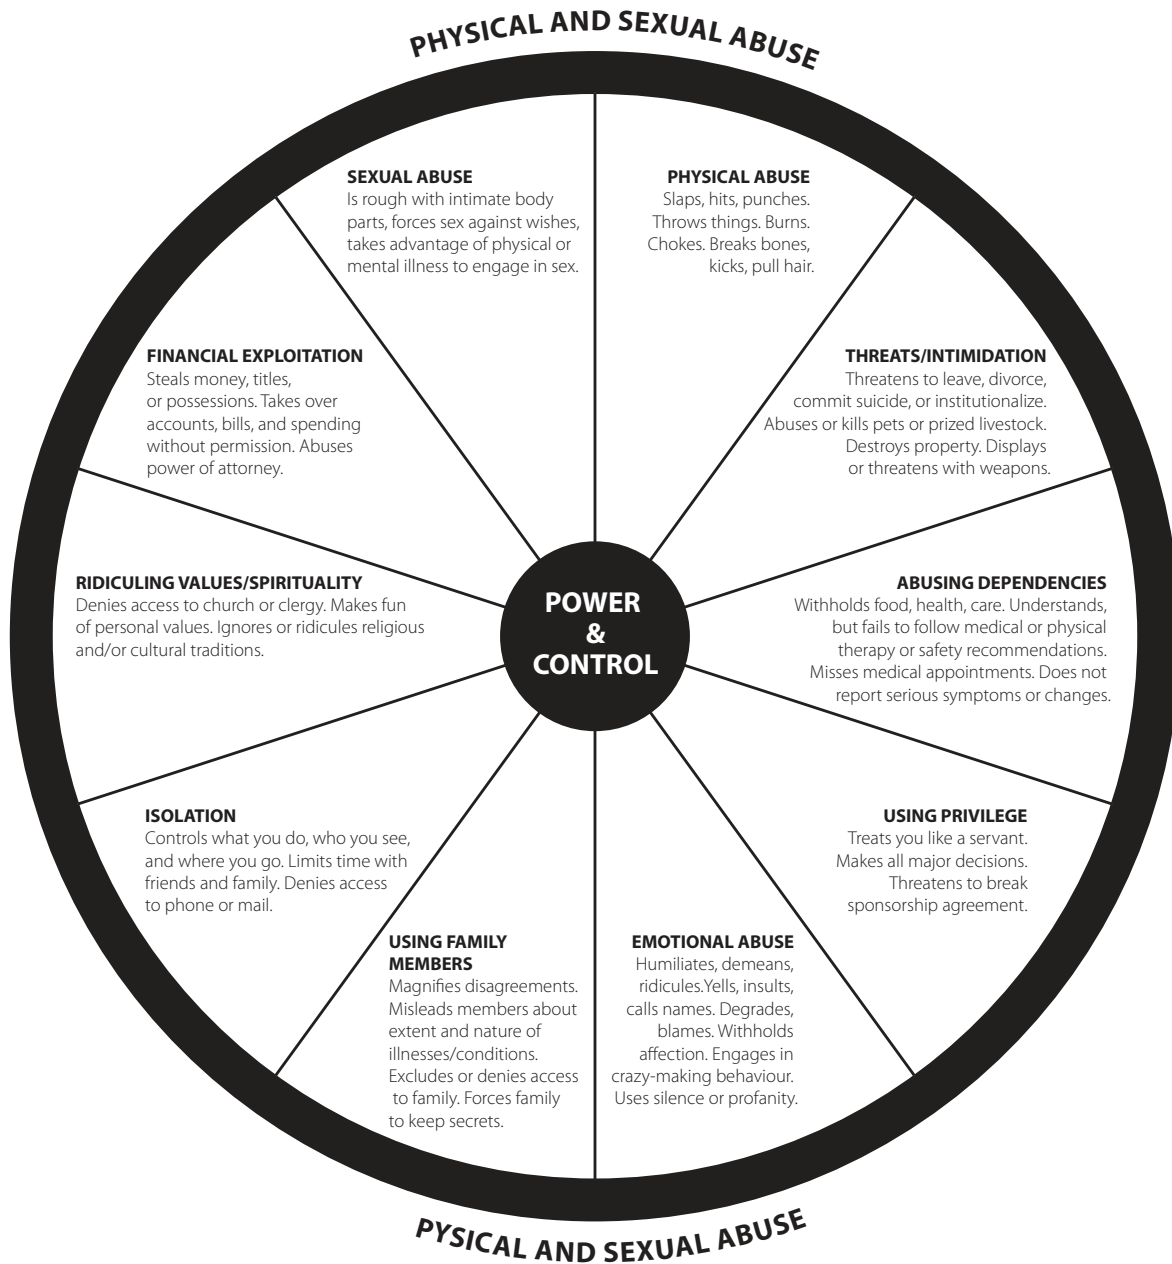 PHYSICAL AND SEXUAL ABUSE
SEXUAL ABUSE
Is rough with intimate body
parts, forces sex against wishes,
takes advantage of physical or
mental illness to engage in sex.
PHYSICAL ABUSE
Slaps, hits, punches.
Throws things. Burns.
Chokes. Breaks bones,
kicks, pull hair.
FINANCIAL EXPLOITATION
Steals money, titles,
or possessions. Takes over
accounts, bills, and spending
without permission. Abuses
power of attorney.
THREATS/INTIMIDATION
Threatens to leave, divorce,
commit suicide, or institutionalize.
Abuses or kills pets or prized livestock.
Destroys property. Displays
or threatens with weapons.
RIDICULING VALUES/SPIRITUALITY
Denies access to church or clergy. Makes fun
of personal values. Ignores or ridicules religious
and/or cultural traditions.
POWER
&
CONTROL
ABUSING DEPENDENCIES
Withholds food, health, care. Understands,
but fails to follow medical or physical
therapy or safety recommendations.
Misses medical appointments. Does not
report serious symptoms or changes.
ISOLATION
Controls what you do, who you see,
and where you go. Limits time with
friends and family. Denies access
to phone or mail.
USING PRIVILEGE
Treats you like a servant.
Makes all major decisions.
Threatens to break
sponsorship agreement.
USING FAMILY
MEMBERS
Magnifies disagreements.
Misleads members about
extent and nature of
illnesses/conditions.
Excludes or denies access
to family. Forces family
to keep secrets.
EMOTIONAL ABUSE
Humiliates, demeans,
ridicules.Yells, insults,
calls names. Degrades,
blames. Withholds
affection. Engages in
crazy-making behaviour.
Uses silence or profanity.
PYSICAL AND SEXUAL ABUSE